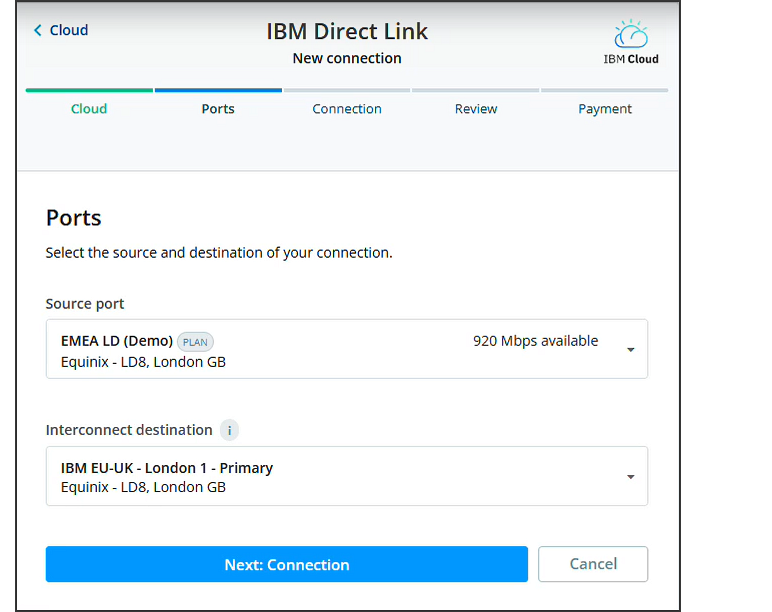 Cloud
IBM Direct Link
New connection
IBM Cloud
Cloud
Ports
Connection
Review
Payment
Ports
Select the source and destination of your connection.
Source port
EMEA LD (Demo) PLAN 920 Mbps available
Equinix - LD8, London GB
Interconnect destination i
IBM EU-UK - London 1 - Primary
Equinix - LD8, London GB
Next: Connection
Cancel